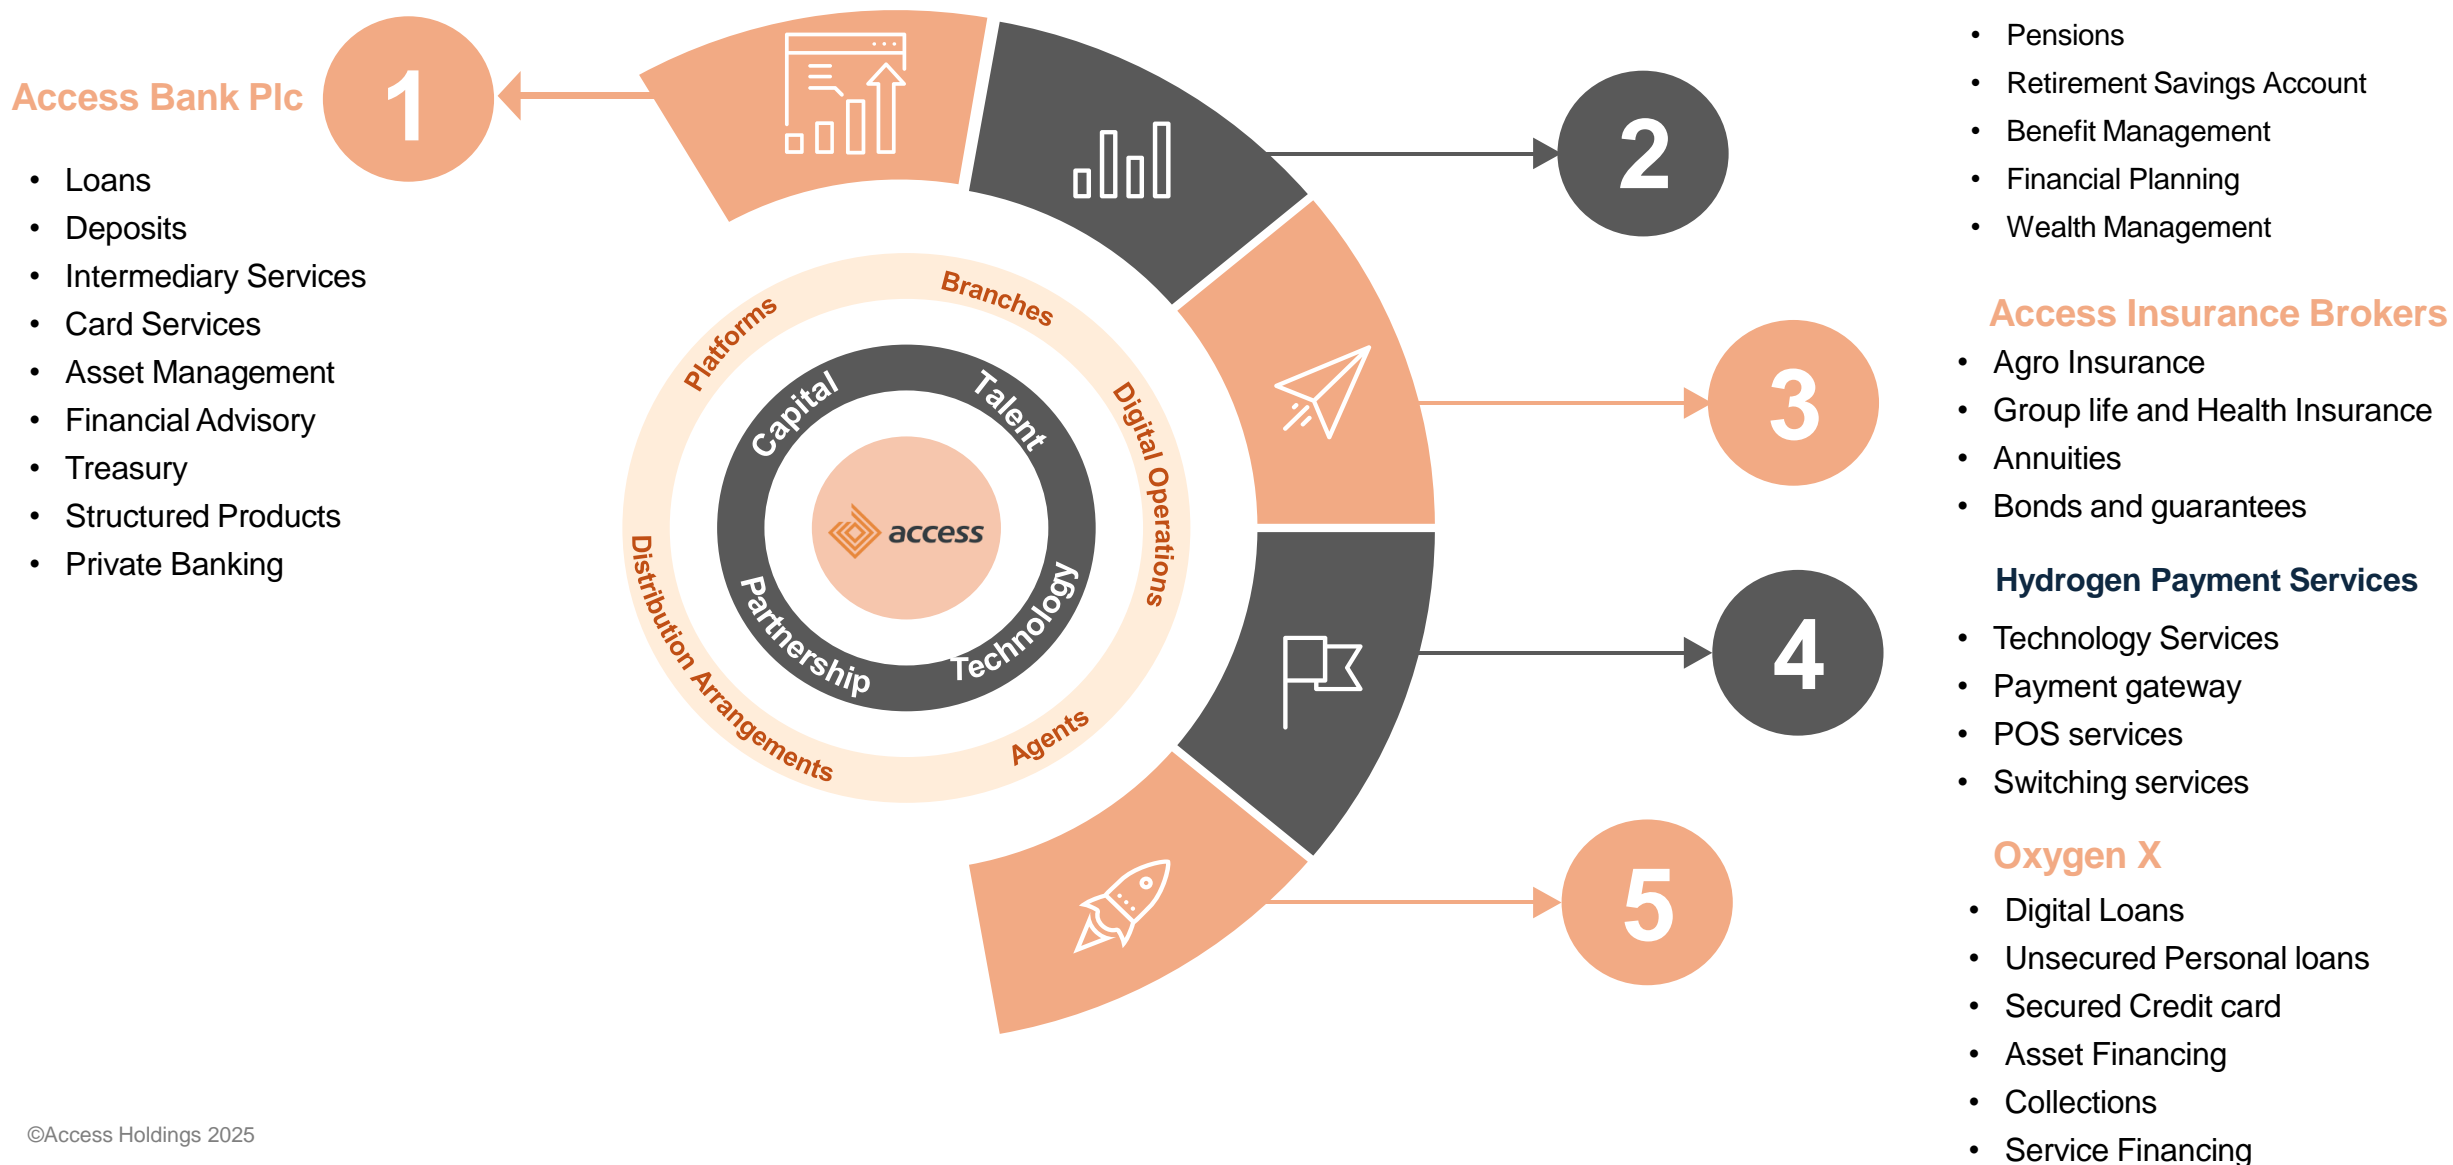 Access Bank Plc
1
• Loans
• Deposits
• Intermediary Services
• Card Services
• Asset Management
• Financial Advisory
• Treasury
• Structured Products
• Private Banking
Platforms
Branches
Digital Operations
Agents
Distribution Arrangements
Capital
Talent
Technology
Partnership
access
2
• Pensions
• Retirement Savings Account
• Benefit Management
• Financial Planning
• Wealth Management
3
Access Insurance Brokers
• Agro Insurance
• Group life and Health Insurance
• Annuities
• Bonds and guarantees
4
Hydrogen Payment Services
• Technology Services
• Payment gateway
• POS services
• Switching services
5
Oxygen X
• Digital Loans
• Unsecured Personal loans
• Secured Credit card
• Asset Financing
• Collections
• Service Financing
©Access Holdings 2025